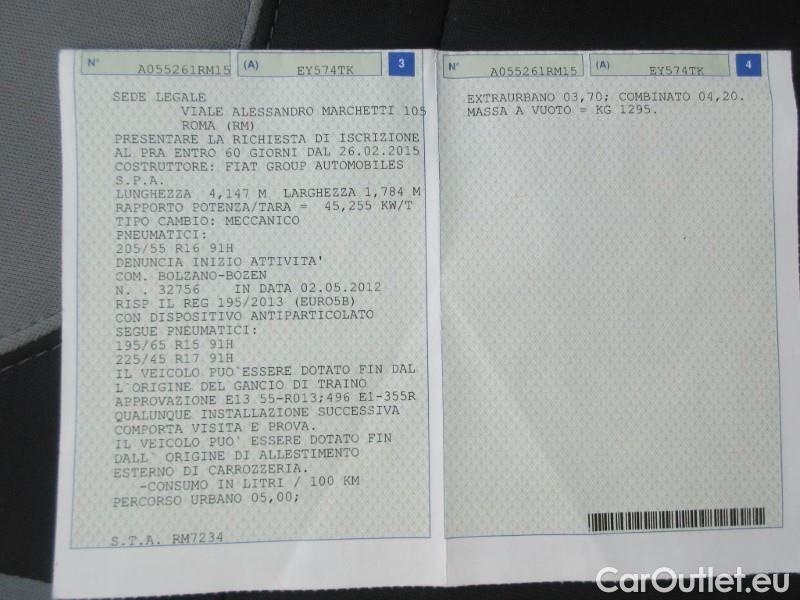 N° A055261RM15 (A) EY574TK 3
SEDE LEGALE
VIALE ALESSANDRO MARCHETTI 105
ROMA (RM)
PRESENTARE LA RICHIESTA DI ISCRIZIONE
AL PRA ENTRO 60 GIORNI DAL 26.02.2015
COSTRUTTORE: FIAT GROUP AUTOMOBILES
S.P.A.
LUNGHEZZA 4,147 M LARGHEZZA 1,784 M
RAPPORTO POTENZA/TARA = 45,255 KW/T
TIPO CAMBIO: MECCANICO
PNEUMATICI:
205/55 R16 91H
DENUNCIA INIZIO ATTIVITA'
COM. BOLZANO-BOZEN
N. . 32756 IN DATA 02.05.2012
RISP IL REG 195/2013 (EURO5B)
CON DISPOSITIVO ANTIPARTICOLATO
SEGUE PNEUMATICI:
195/65 R15 91H
225/45 R17 91H
IL VEICOLO PUO`ESSERE DOTATO FIN DAL
L`ORIGINE DEL GANCIO DI TRAINO
APPROVAZIONE E13 55-R013;496 E1-355R
QUALUNQUE INSTALLAZIONE SUCCESSIVA
COMPORTA VISITA E PROVA.
IL VEICOLO PUO` ESSERE DOTATO FIN
DALL` ORIGINE DI ALLESTIMENTO
ESTERNO DI CARROZZERIA.
-CONSUMO IN LITRI / 100 KM
PERCORSO URBANO 05,00;
S.T.A. RM7234
N° A055261RM15 (A) EY574TK 4
EXTRAURBANO 03,70; COMBINATO 04,20.
MASSA A VUOTO = KG 1295.
CarOutlet.eu